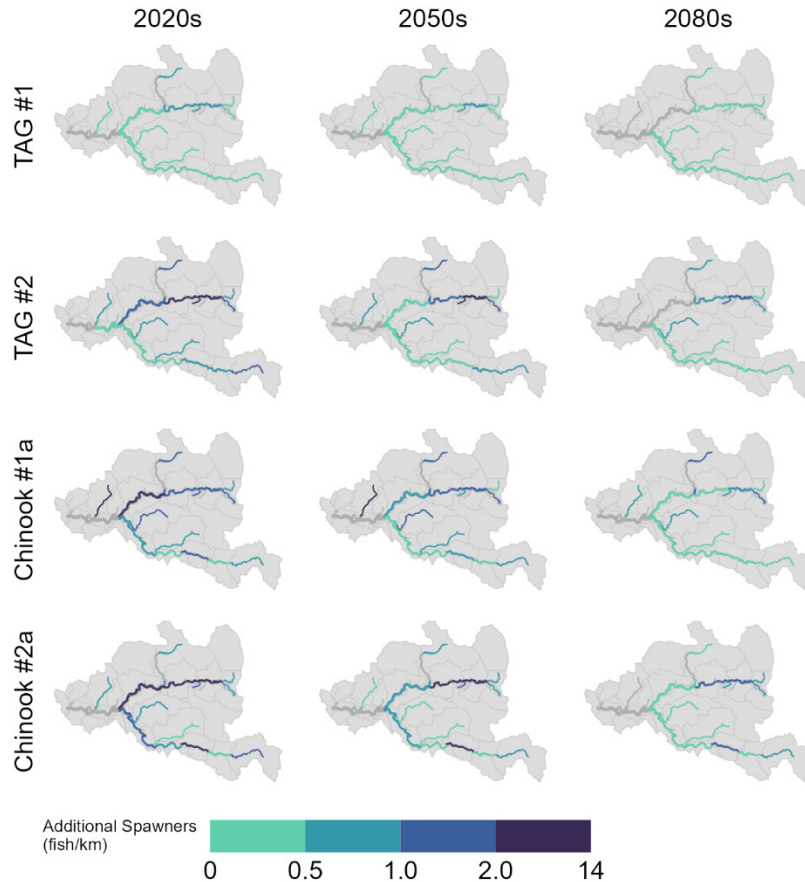 2020s 2050s 2080s
TAG #1
TAG #2
Chinook #1a
Chinook #2a
Additional Spawners
(fish/km)
0 0.5 1.0 2.0 14